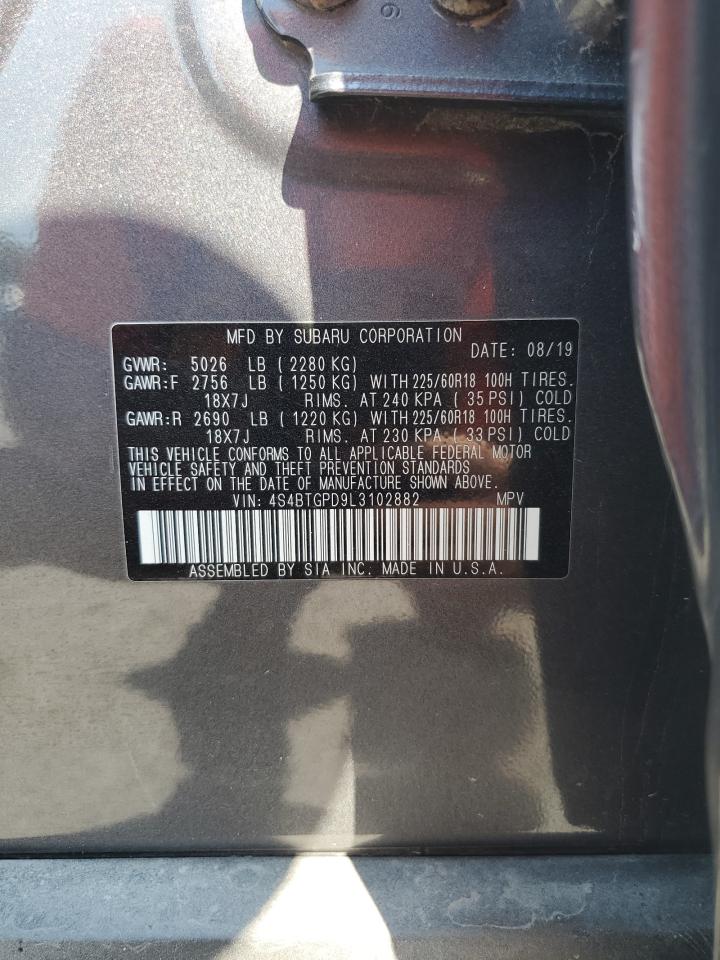 6
MFD BY SUBARU CORPORATION
DATE: 08/19
GVWR: 5026 LB ( 2280 KG)
GAWR:F 2756 LB ( 1250 KG) WITH 225/60R18 100H TIRES.
18X7J RIMS. AT 240 KPA ( 35 PSI) COLD
GAWR:R 2690 LB ( 1220 KG) WITH 225/60R18 100H TIRES.
18X7J RIMS. AT 230 KPA ( 33 PSI) COLD
THIS VEHICLE CONFORMS TO ALL APPLICABLE FEDERAL MOTOR
VEHICLE SAFETY AND THEFT PREVENTION STANDARDS
IN EFFECT ON THE DATE OF MANUFACTURE SHOWN ABOVE.
VIN: 4S4BTGPD9L3102882 MPV
ASSEMBLED BY SIA INC. MADE IN U.S.A.